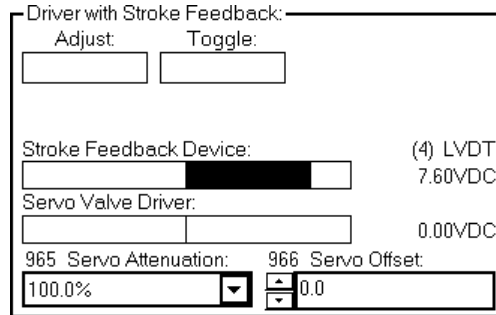 Driver with Stroke Feedback:
Adjust: Toggle:
Stroke Feedback Device: (4) LVDT
7.60VDC
Servo Valve Driver:
0.00VDC
965 Servo Attenuation: 966 Servo Offset:
100.0% 0.0